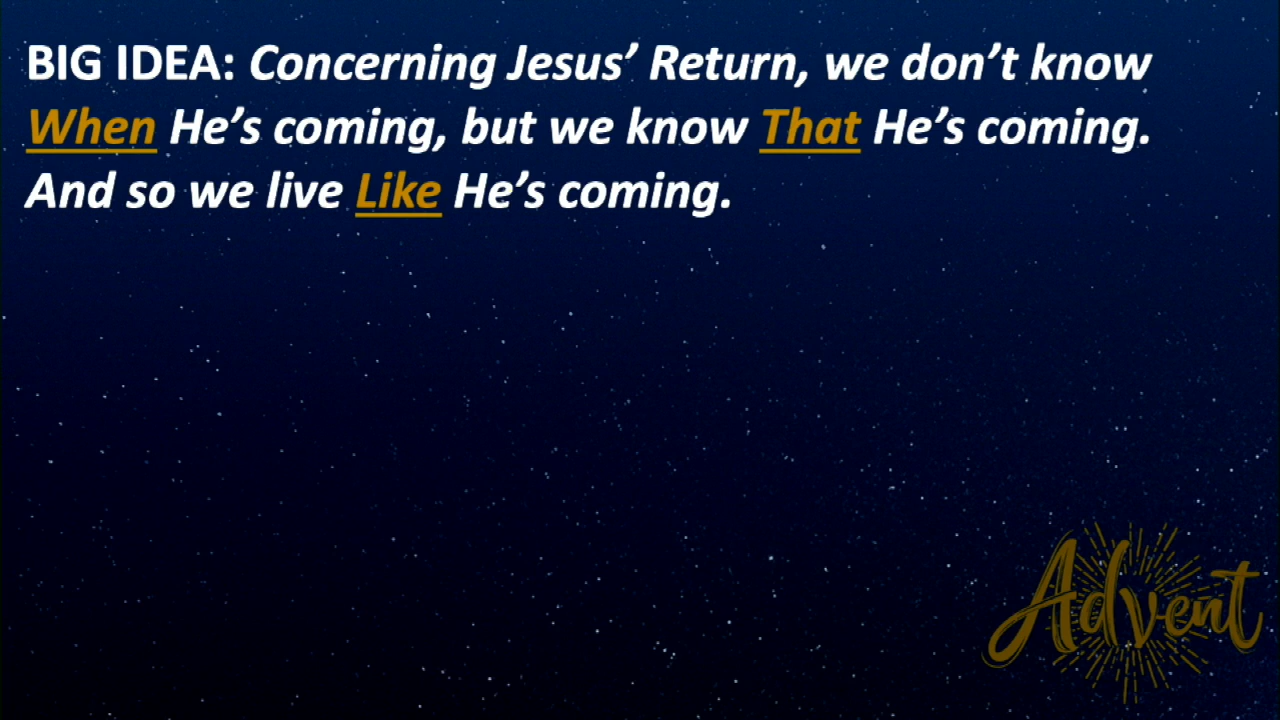 BIG IDEA: Concerning Jesus’ Return, we don’t know
When He’s coming, but we know That He’s coming.
And so we live Like He’s coming.
Advent